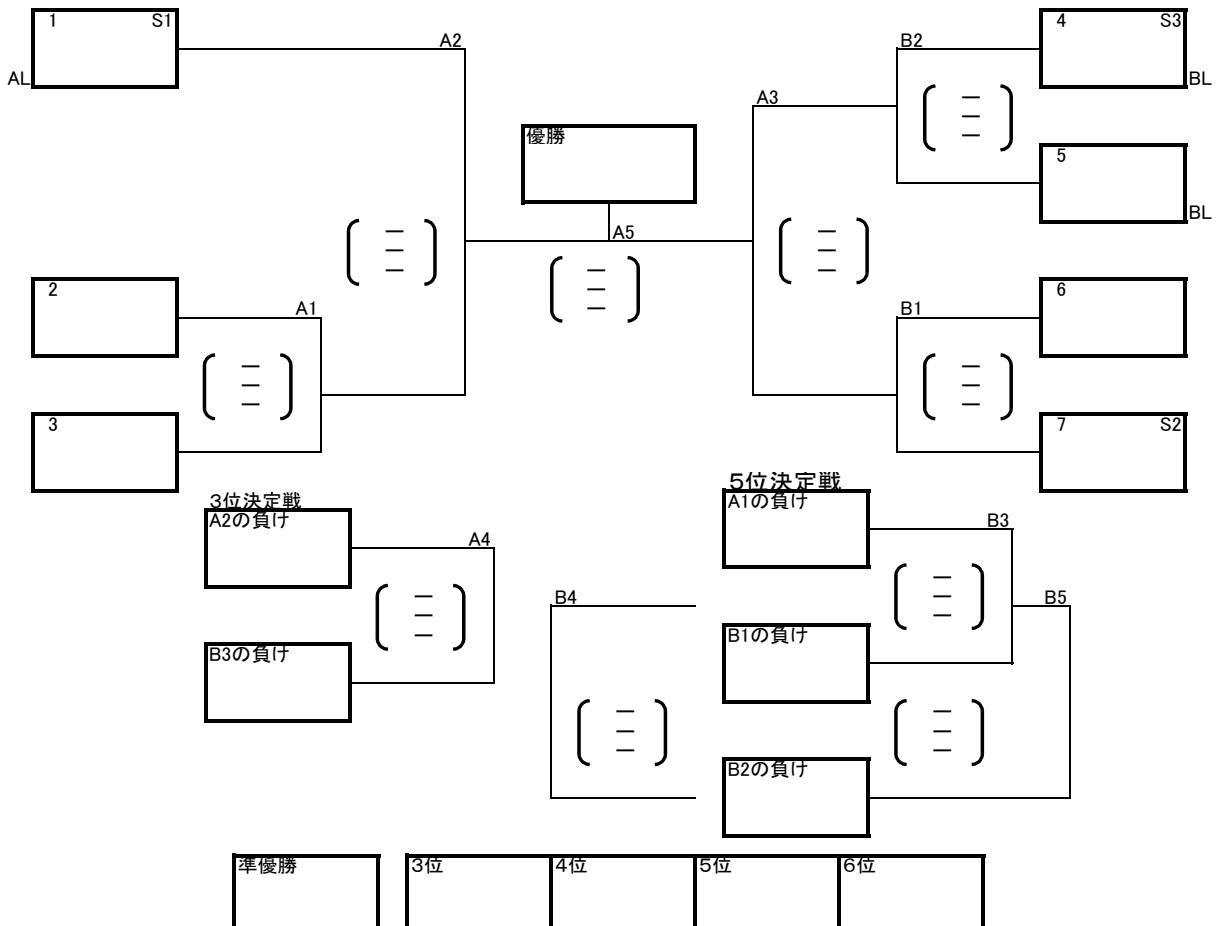 1 S1
AL
A2
B2
4 S3
BL
A3
優勝
5
BL
A5
2
A1
B1
6
3
7 S2
3位決定戦
A2の負け
A4
B3の負け
5位決定戦
A1の負け
B3
B4
B5
B1の負け
B2の負け
準優勝
3位
4位
5位
6位